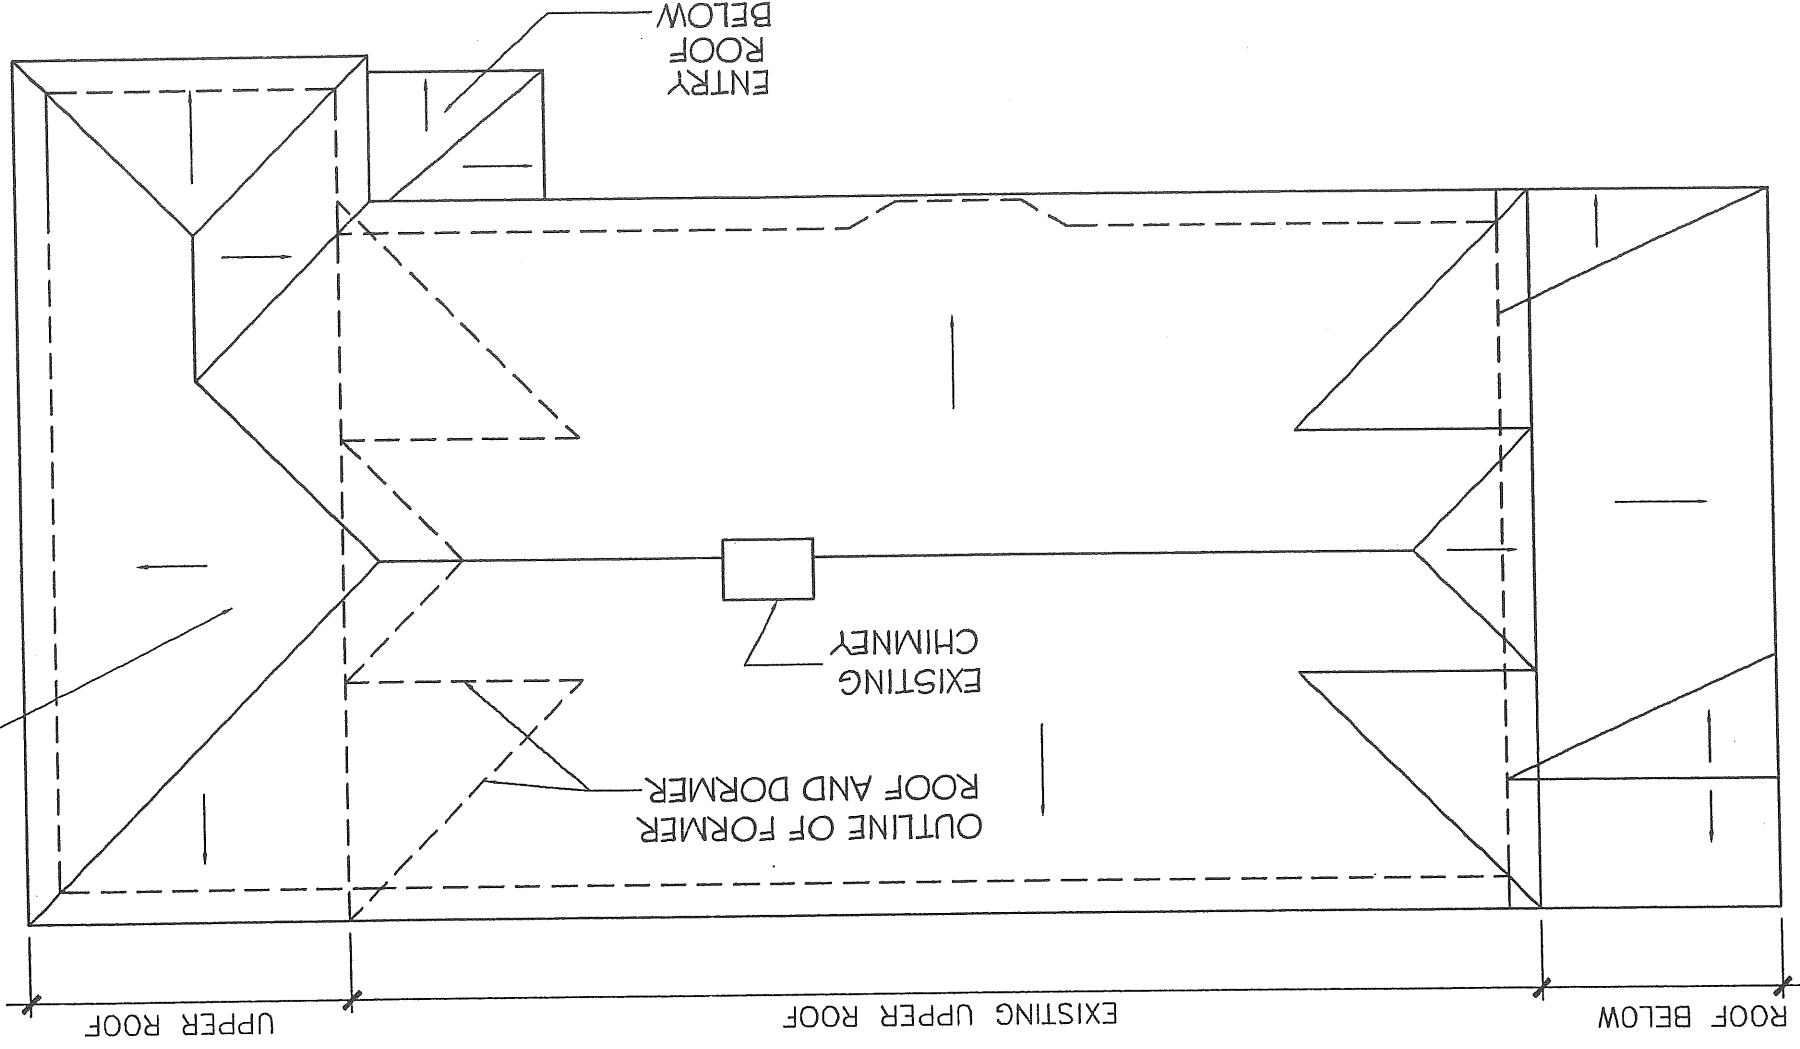 ROOF BELOW
EXISTING UPPER ROOF
UPPER ROOF
OUTLINE OF FORMER
ROOF AND DORMER
EXISTING
CHIMNEY
ENTRY
ROOF
BELOW